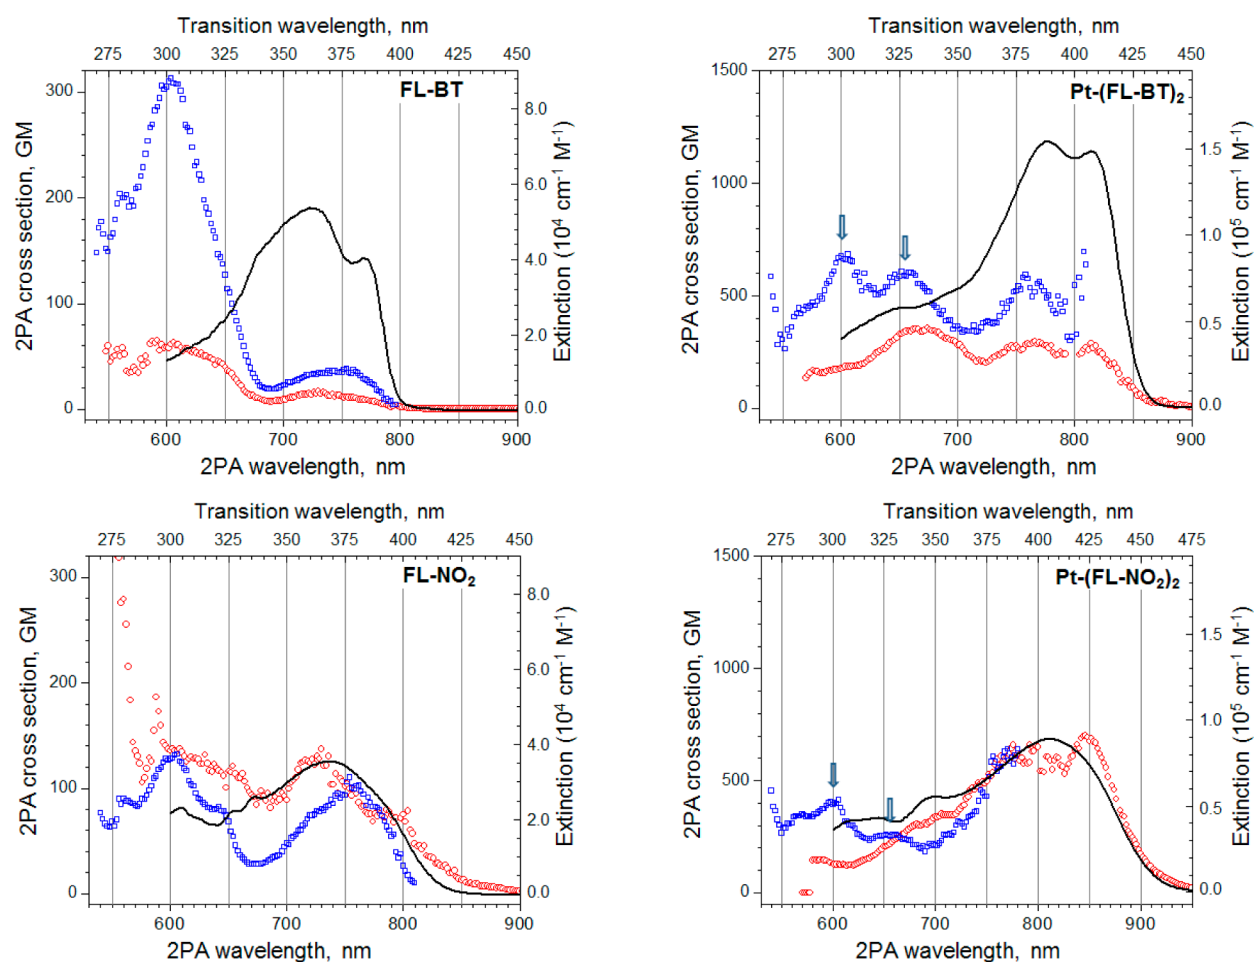 Transition wavelength, nm
275 300 325 350 375 400 425 450
FL-BT
2PA cross section, GM
300
200
100
0
8.0
6.0
4.0
2.0
0.0
Extinction (10⁴ cm⁻¹ M⁻¹)
600 700 800 900
2PA wavelength, nm
Transition wavelength, nm
275 300 325 350 375 400 425 450
Pt-(FL-BT)₂
2PA cross section, GM
1500
1000
500
0
1.5
1.0
0.5
0.0
Extinction (10⁵ cm⁻¹ M⁻¹)
600 700 800 900
2PA wavelength, nm
Transition wavelength, nm
275 300 325 350 375 400 425 450
FL-NO₂
2PA cross section, GM
300
200
100
0
8.0
6.0
4.0
2.0
0.0
Extinction (10⁴ cm⁻¹ M⁻¹)
600 700 800 900
2PA wavelength, nm
Transition wavelength, nm
275 300 325 350 375 400 425 450 475
Pt-(FL-NO₂)₂
2PA cross section, GM
1500
1000
500
0
1.5
1.0
0.5
0.0
Extinction (10⁵ cm⁻¹ M⁻¹)
600 700 800 900
2PA wavelength, nm